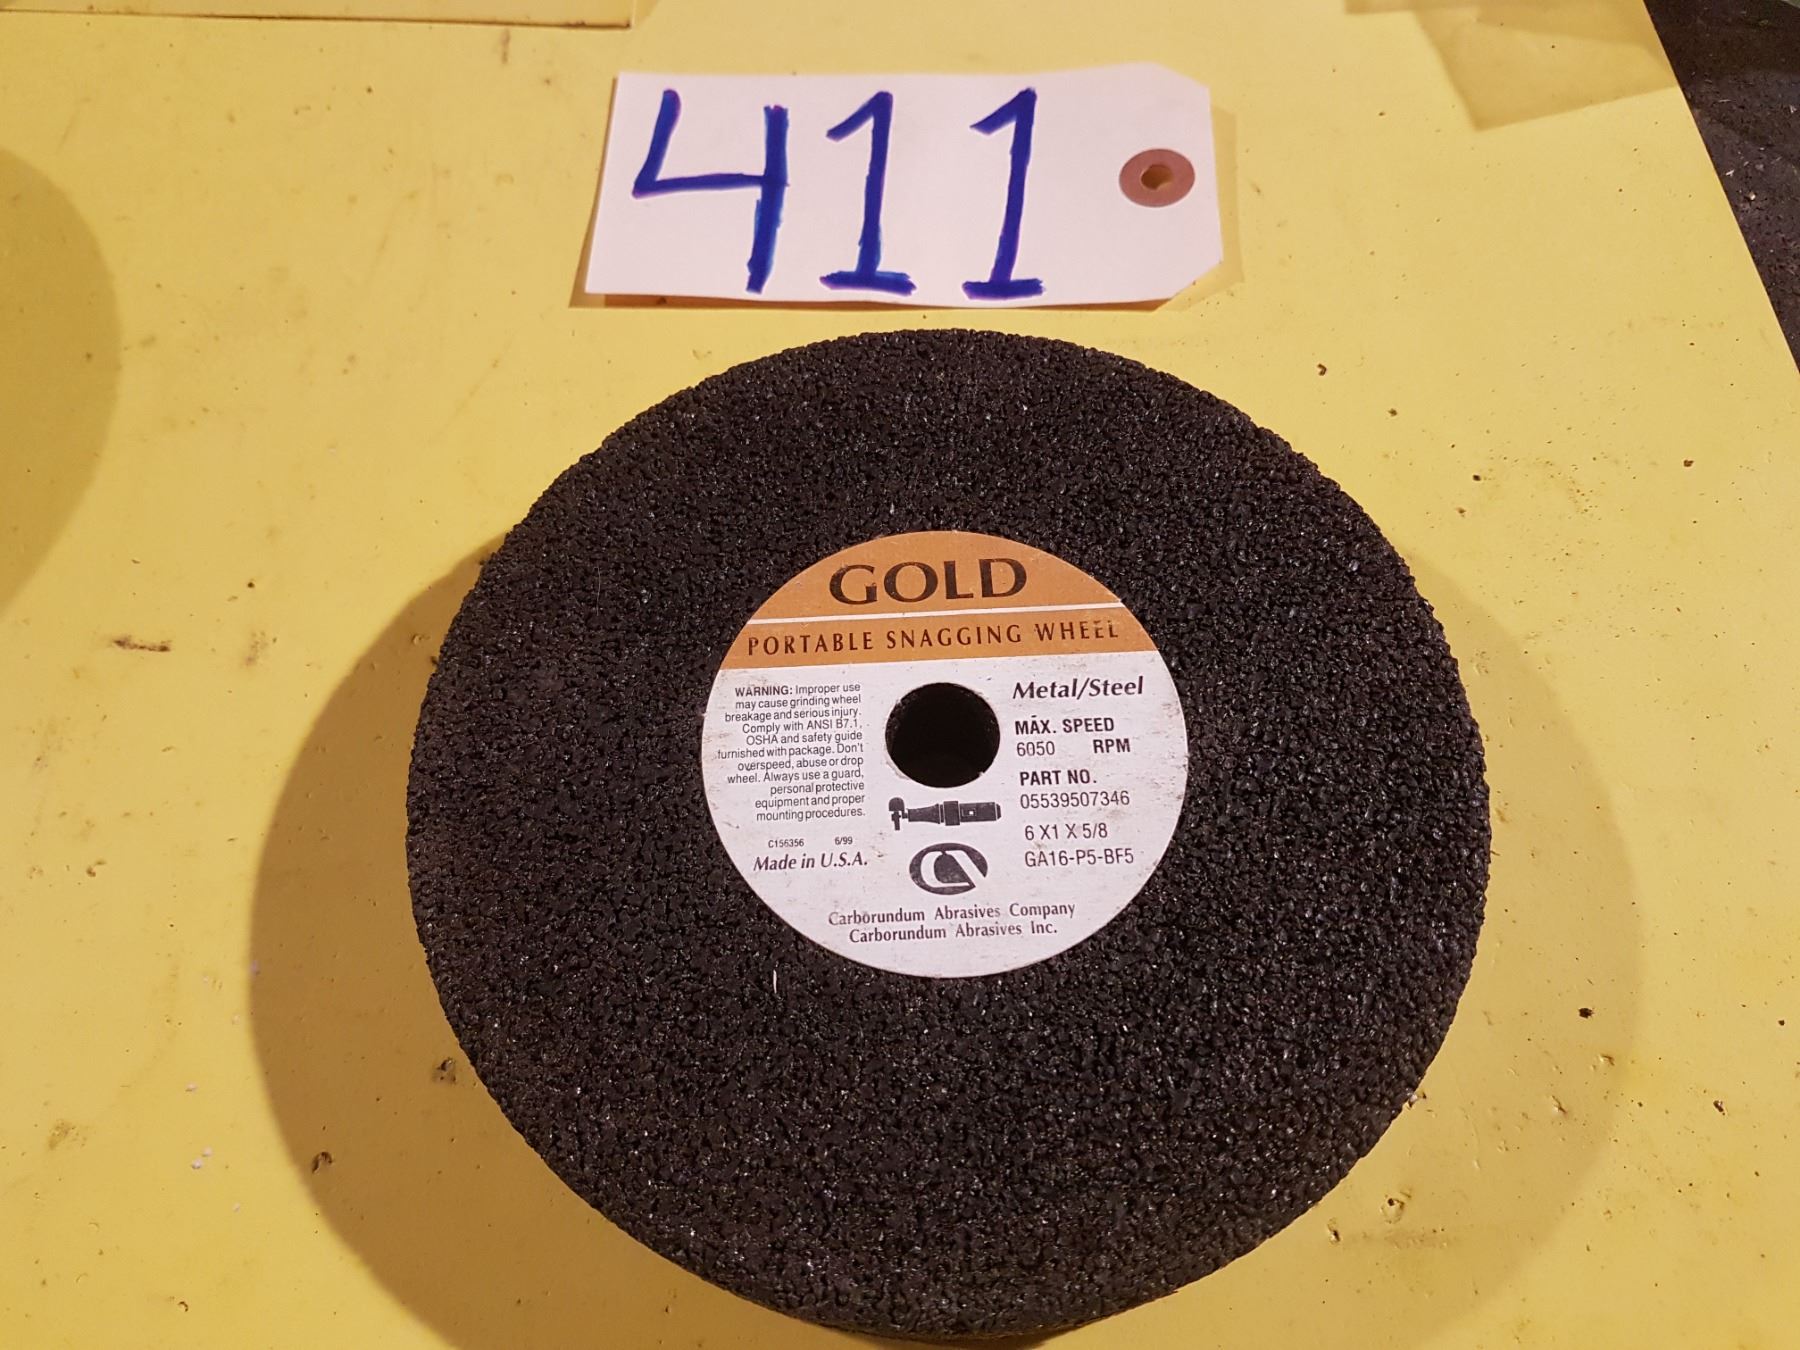 411
GOLD
PORTABLE SNAGGING WHEEL
WARNING: Improper use
may cause grinding wheel
breakage and serious injury.
Comply with ANSI B7.1,
OSHA and safety guide
furnished with package. Don't
overspeed, abuse or drop
wheel. Always use a guard,
personal protective
equipment and proper
mounting procedures.
C156356 6/99
Made in U.S.A.
Metal/Steel
MAX. SPEED
6050 RPM
PART NO.
05539507346
6 X1 X 5/8
GA16-P5-BF5
Carborundum Abrasives Company
Carborundum Abrasives Inc.